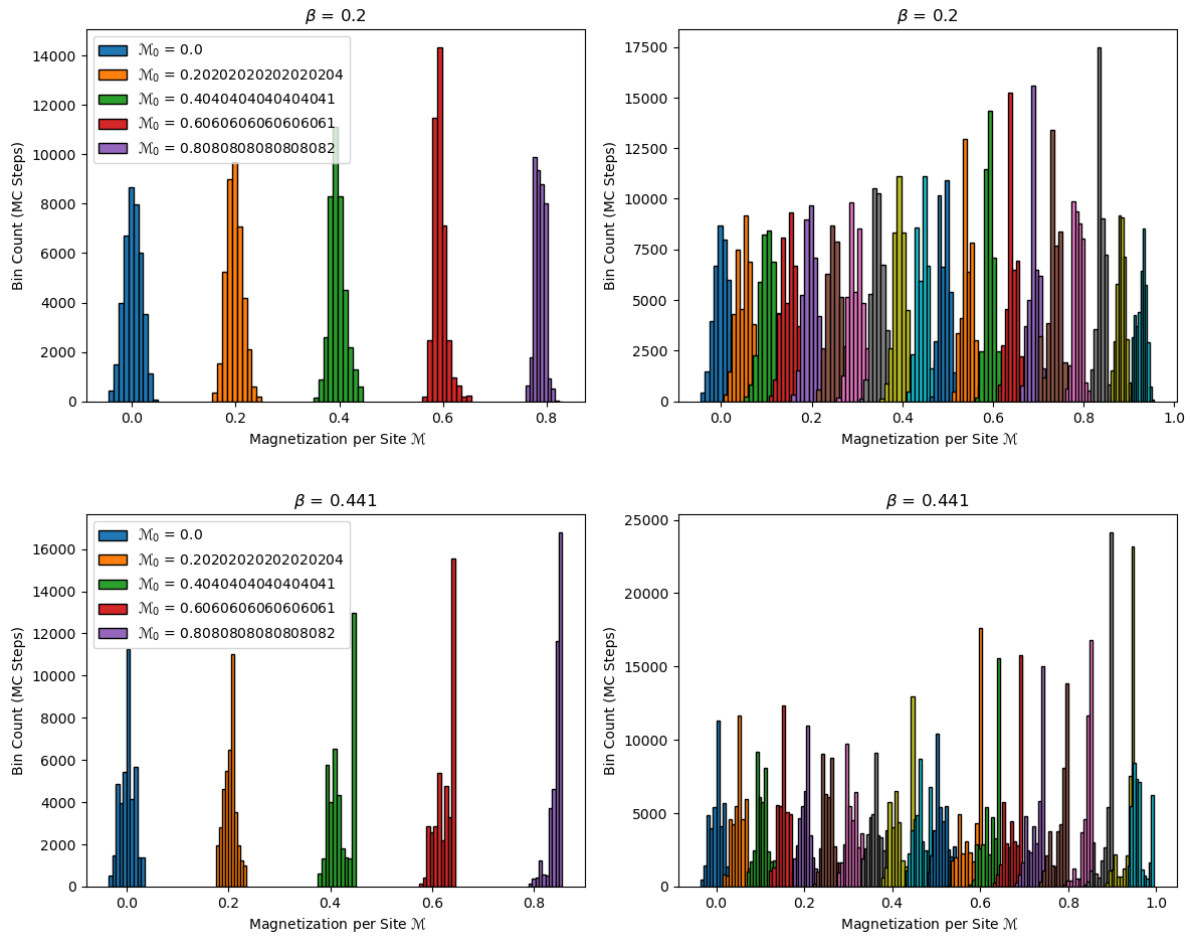 β = 0.2
Bin Count (MC Steps)
14000
12000
10000
8000
6000
4000
2000
0
ℳ₀ = 0.0
ℳ₀ = 0.20202020202020204
ℳ₀ = 0.4040404040404041
ℳ₀ = 0.6060606060606061
ℳ₀ = 0.8080808080808082
0.0 0.2 0.4 0.6 0.8
Magnetization per Site ℳ
β = 0.2
Bin Count (MC Steps)
17500
15000
12500
10000
7500
5000
2500
0
0.0 0.2 0.4 0.6 0.8 1.0
Magnetization per Site ℳ
β = 0.441
Bin Count (MC Steps)
16000
14000
12000
10000
8000
6000
4000
2000
0
ℳ₀ = 0.0
ℳ₀ = 0.20202020202020204
ℳ₀ = 0.4040404040404041
ℳ₀ = 0.6060606060606061
ℳ₀ = 0.8080808080808082
0.0 0.2 0.4 0.6 0.8
Magnetization per Site ℳ
β = 0.441
Bin Count (MC Steps)
25000
20000
15000
10000
5000
0
0.0 0.2 0.4 0.6 0.8 1.0
Magnetization per Site ℳ